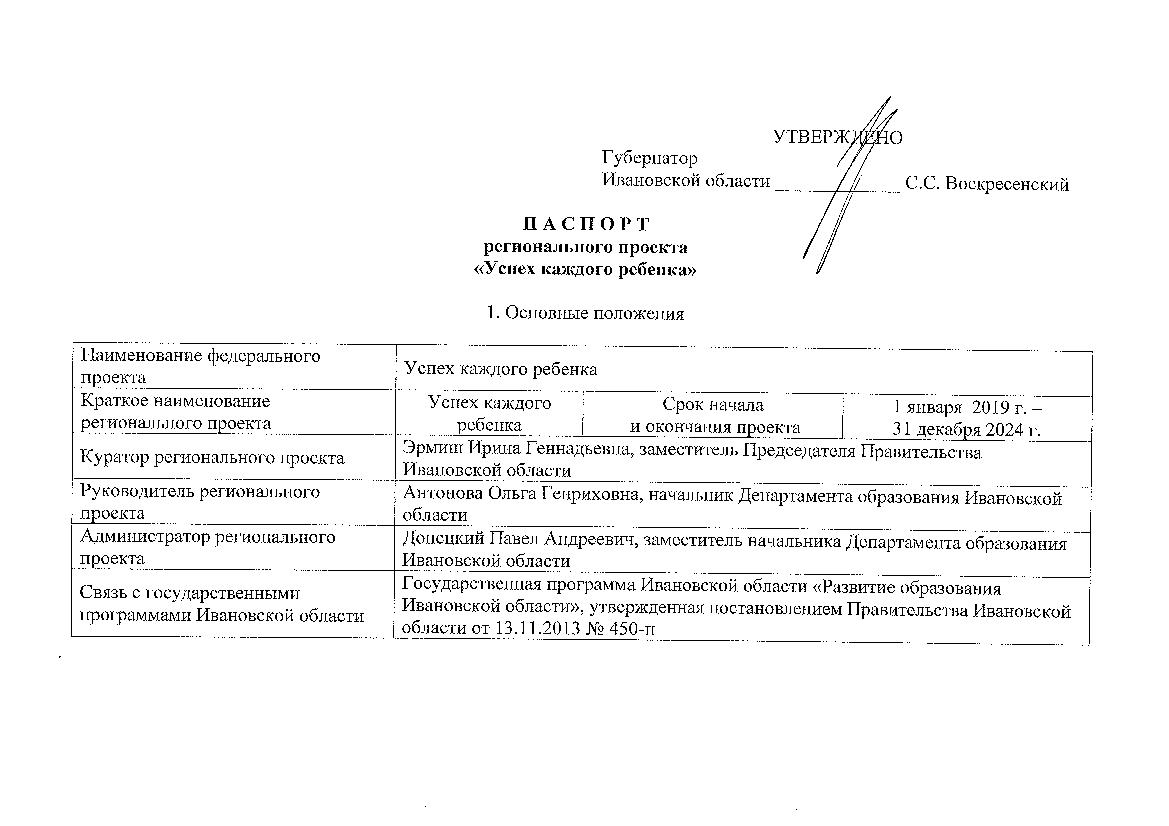 УТВЕРЖДЕНО
Губернатор
Ивановской области ______________ С.С. Воскресенский
П А С П О Р Т
регионального проекта
«Успех каждого ребенка»
1. Основные положения
Наименование федерального
проекта
Успех каждого ребенка
Краткое наименование
регионального проекта
Успех каждого
ребенка
Срок начала
и окончания проекта
1 января 2019 г. –
31 декабря 2024 г.
Куратор регионального проекта
Эрмиш Ирина Геннадьевна, заместитель Председателя Правительства
Ивановской области
Руководитель регионального
проекта
Антонова Ольга Генриховна, начальник Департамента образования Ивановской
области
Администратор регионального
проекта
Донецкий Павел Андреевич, заместитель начальника Департамента образования
Ивановской области
Связь с государственными
программами Ивановской области
Государственная программа Ивановской области «Развитие образования
Ивановской области», утвержденная постановлением Правительства Ивановской
области от 13.11.2013 № 450-п